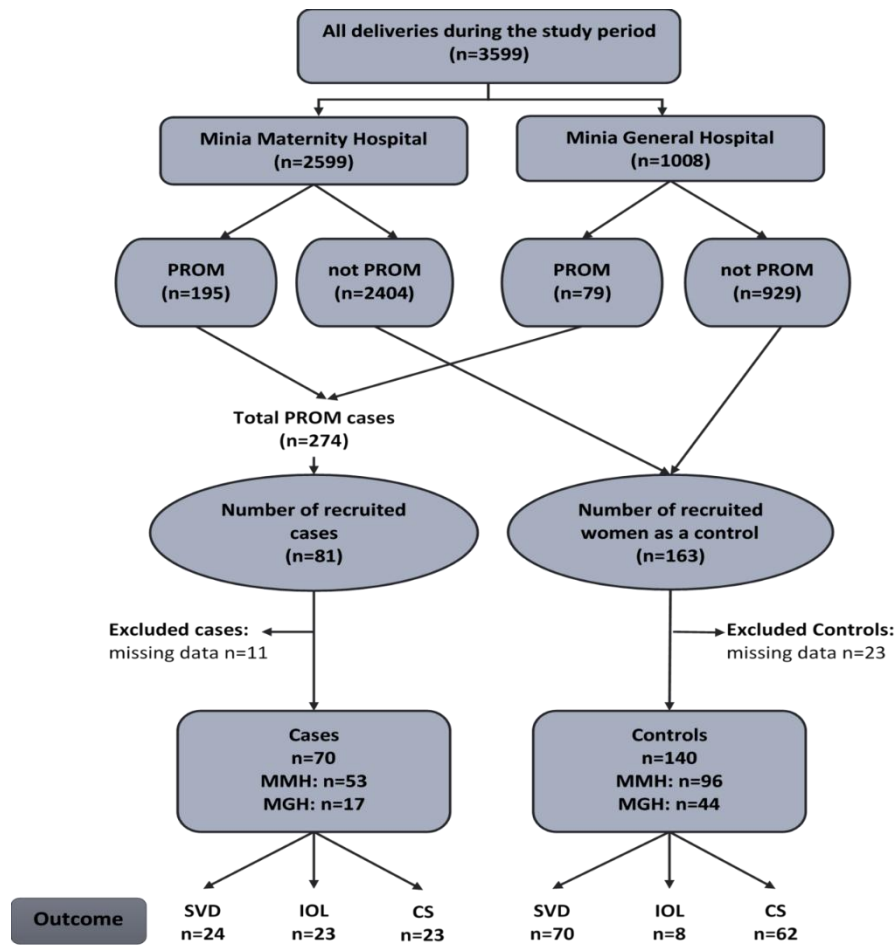 All deliveries during the study period
(n=3599)
Minia Maternity Hospital
(n=2599)
Minia General Hospital
(n=1008)
PROM
(n=195)
not PROM
(n=2404)
PROM
(n=79)
not PROM
(n=929)
Total PROM cases
(n=274)
Number of recruited
cases
(n=81)
Number of recruited
women as a control
(n=163)
Excluded cases:
missing data n=11
Excluded Controls:
missing data n=23
Cases
n=70
MMH: n=53
MGH: n=17
Controls
n=140
MMH: n=96
MGH: n=44
Outcome
SVD
n=24
IOL
n=23
CS
n=23
SVD
n=70
IOL
n=8
CS
n=62